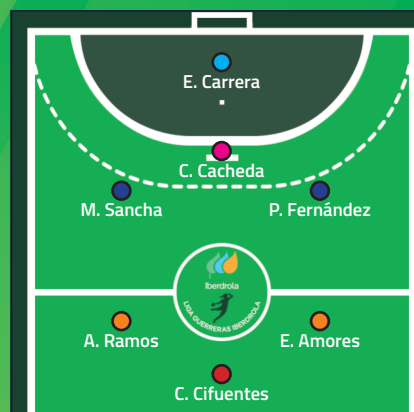 E. Carrera
C. Cacheda
M. Sancha
P. Fernández
Iberdrola
LIGA GUERRERAS IBERDROLA
A. Ramos
E. Amores
C. Cifuentes